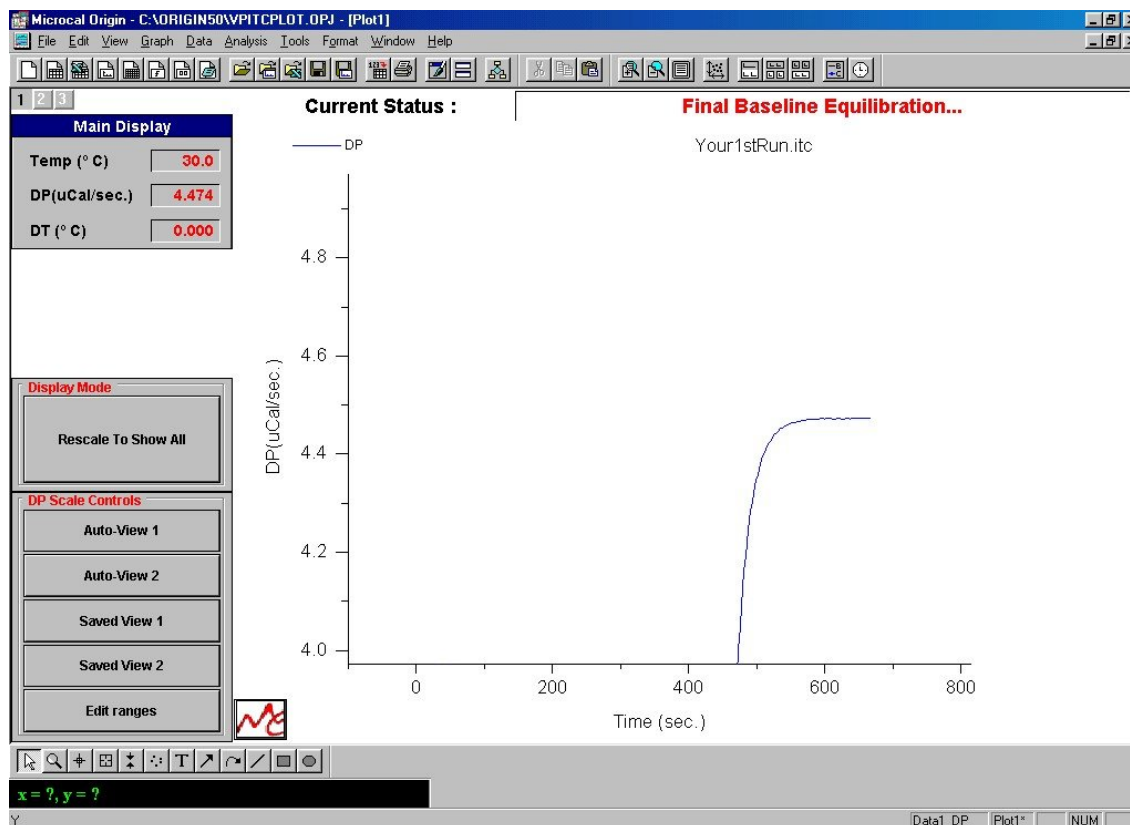 Microcal Origin - C:\ORIGIN50\VPITCPLOT.OPJ - [Plot1]
File Edit View Graph Data Analysis Tools Format Window Help
1 2 3
Current Status : Final Baseline Equilibration...
Main Display
Temp (° C) 30.0
DP(uCal/sec.) 4.474
DT (° C) 0.000
DP
Your1stRun.itc
4.8
4.6
4.4
4.2
4.0
DP(uCal/sec.)
0 200 400 600 800
Time (sec.)
Display Mode
Rescale To Show All
DP Scale Controls
Auto-View 1
Auto-View 2
Saved View 1
Saved View 2
Edit ranges
T
x = ?, y = ?
Y Data1_DP Plot1* NUM